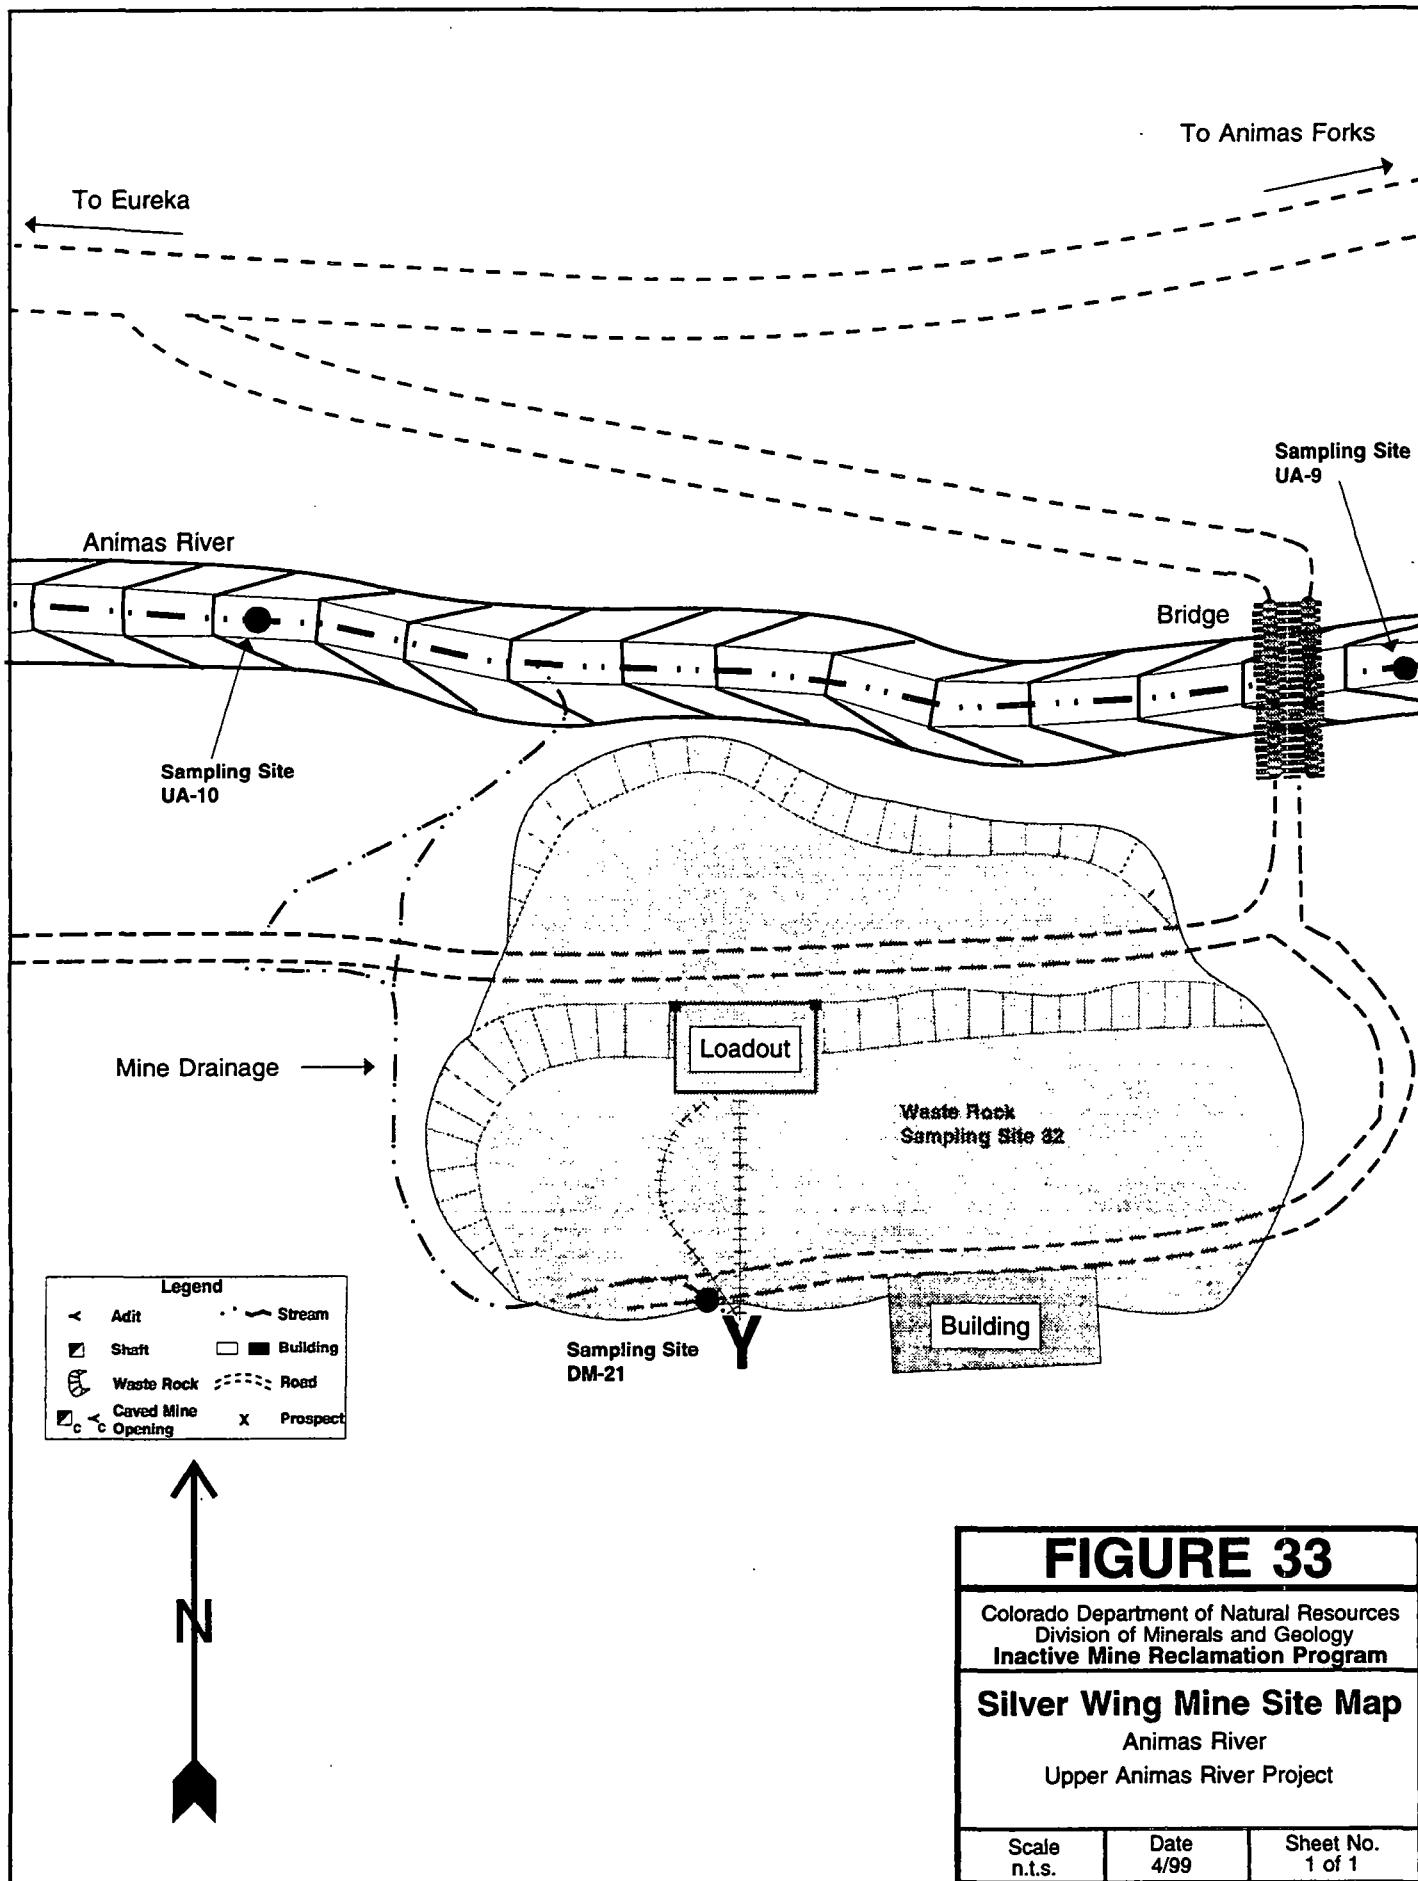 To Animas Forks
To Eureka
Sampling Site
UA-9
Animas River
Bridge
Sampling Site
UA-10
Loadout
Mine Drainage
Waste Rock
Sampling Site 32
Building
Sampling Site
DM-21
Legend
Adit
Stream
Shaft
Building
Waste Rock
Road
C C Caved Mine
Opening
X Prospect
N
FIGURE 33
Colorado Department of Natural Resources
Division of Minerals and Geology
Inactive Mine Reclamation Program
Silver Wing Mine Site Map
Animas River
Upper Animas River Project
Scale
n.t.s.
Date
4/99
Sheet No.
1 of 1